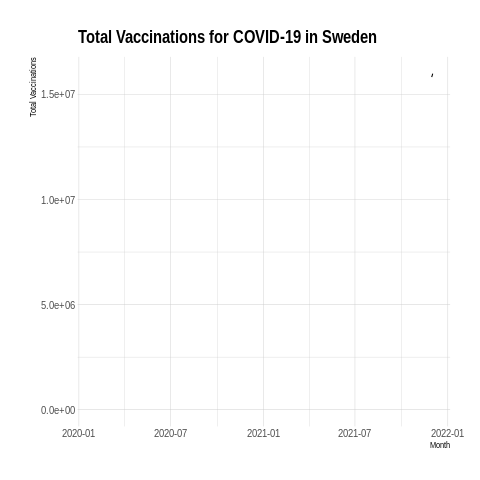 Total Vaccinations for COVID-19 in Sweden
Total Vaccinations
1.5e+07
1.0e+07
5.0e+06
0.0e+00
2020-01 2020-07 2021-01 2021-07 2022-01
Month